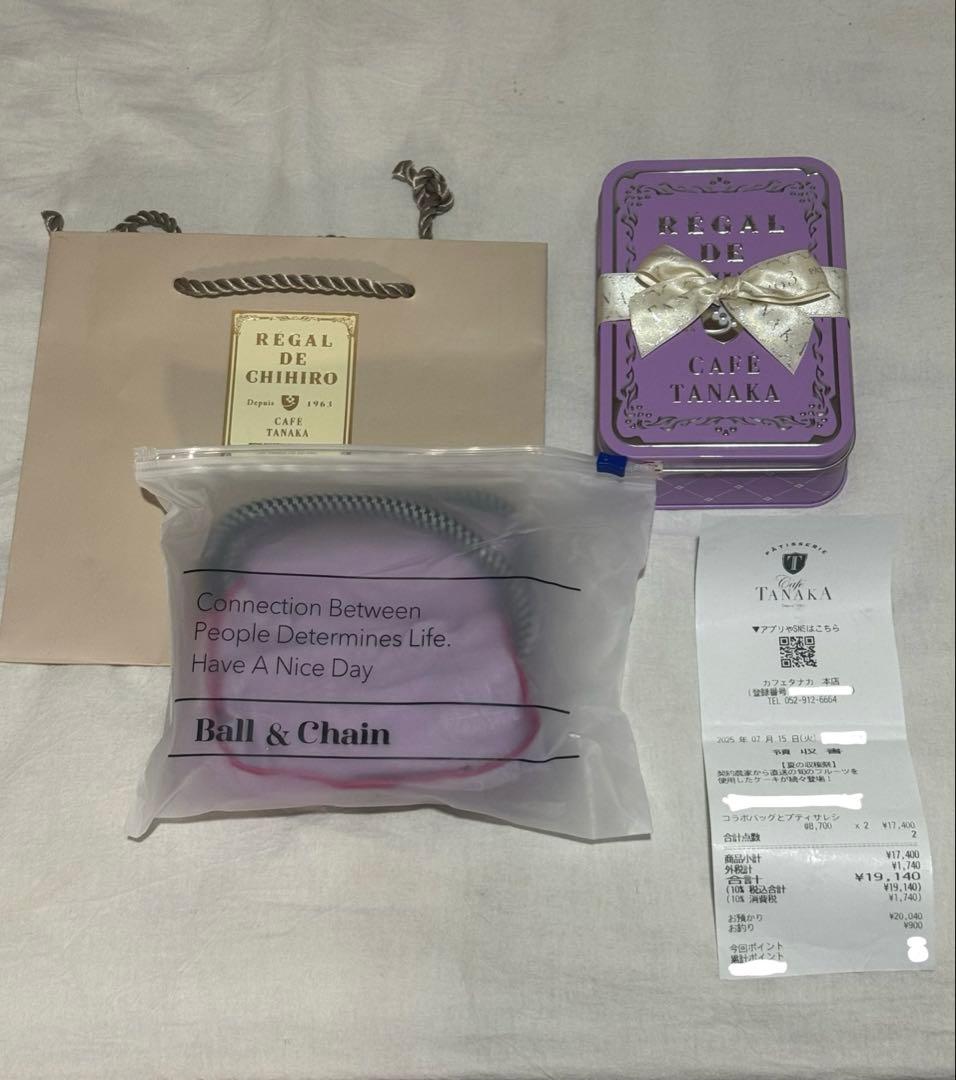 RÉGAL
DE
CHIHIRO
Depuis 1963
CAFÉ
TANAKA
RÉGAL
DE
CAFÉ
TANAKA
Connection Between
People Determines Life.
Have A Nice Day
Ball & Chain
PÂTISSERIE
T
Café
TANAKA
▼アプリやSNSはこちら
カフェタナカ 本店
(登録番号
TEL 052-912-6664
2025年07月15日(火)
領収書
【夏の収穫祭】
契約農家から直送の旬のフルーツを
使用したケーキが続々登場!
コラボバッグとプティサレシ
@8,700 x 2 ¥17,400
合計点数 2
商品小計 ¥17,400
外税計 ¥1,740
合計 ¥19,140
(10% 税込合計 ¥19,140)
(10% 消費税 ¥1,740)
お預かり ¥20,040
お釣り ¥900
今回ポイント
累計ポイント